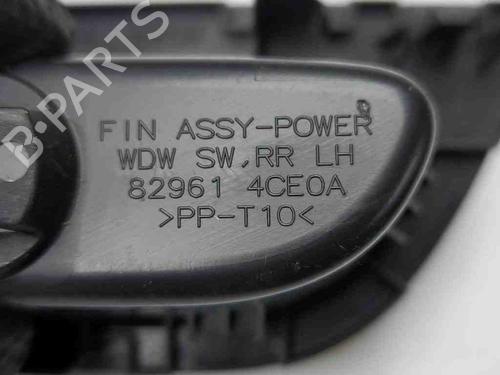 FIN ASSY-POWER
WDW SW,RR LH
82961 4CE0A
>PP-T10<
B-Parts